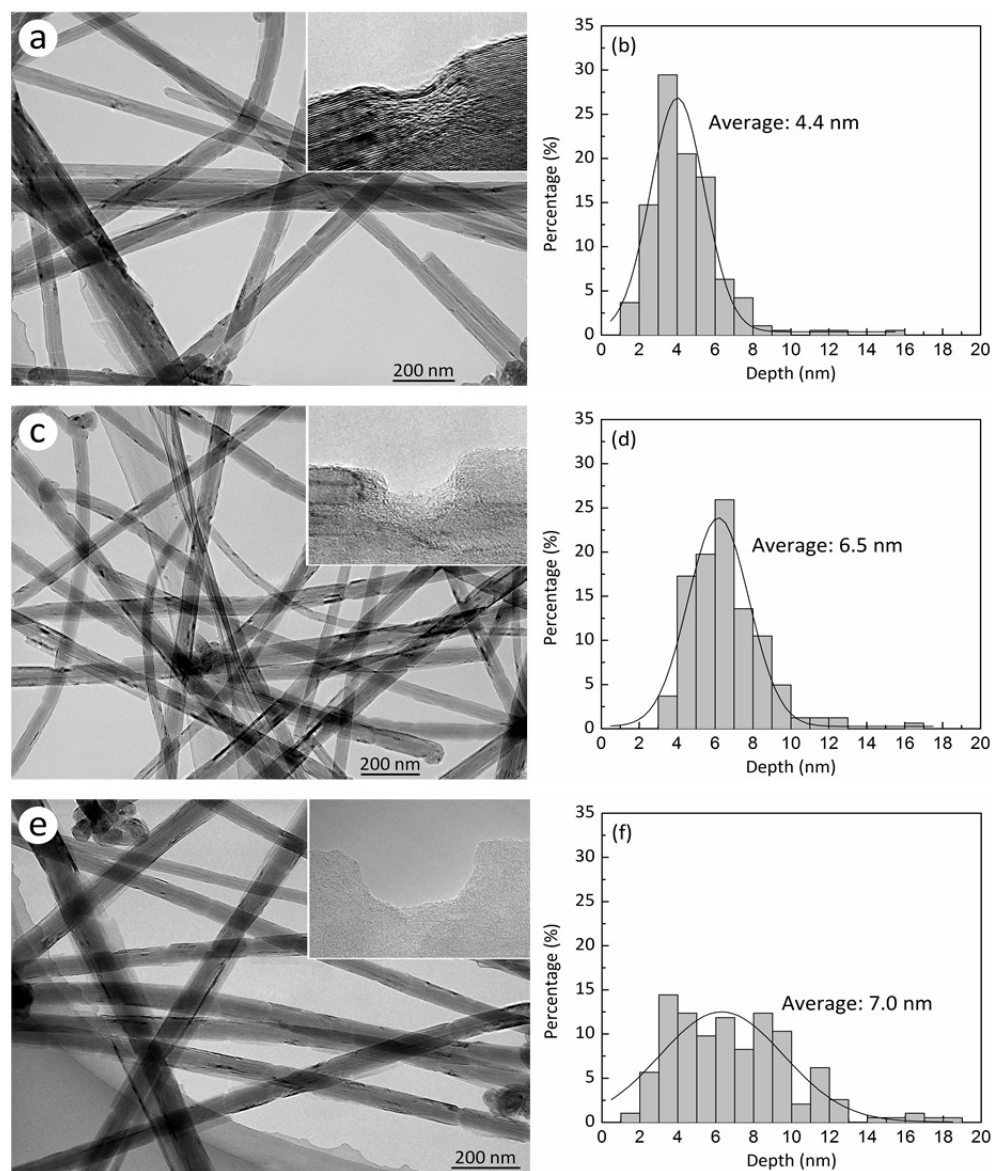 a
200 nm
(b)
Percentage (%)
35
30
25
20
15
10
5
0
Average: 4.4 nm
0 2 4 6 8 10 12 14 16 18 20
Depth (nm)
c
200 nm
(d)
Percentage (%)
35
30
25
20
15
10
5
0
Average: 6.5 nm
0 2 4 6 8 10 12 14 16 18 20
Depth (nm)
e
200 nm
(f)
Percentage (%)
35
30
25
20
15
10
5
0
Average: 7.0 nm
0 2 4 6 8 10 12 14 16 18 20
Depth (nm)